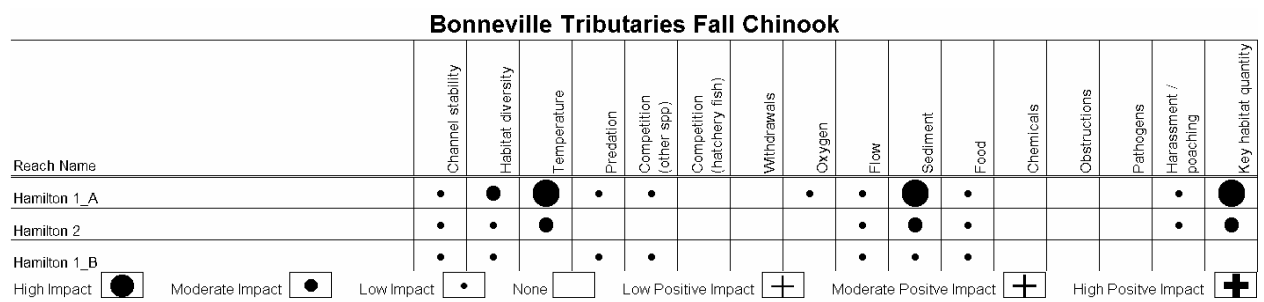 Bonneville Tributaries Fall Chinook
Reach Name
Channel stability
Habitat diversity
Temperature
Predation
Competition
(other spp)
Competition
(hatchery fish)
Withdrawals
Oxygen
Flow
Sediment
Food
Chemicals
Obstructions
Pathogens
Harassment /
poaching
Key habitat quantity
Hamilton 1_A
Hamilton 2
Hamilton 1_B
High Impact Moderate Impact Low Impact None Low Positive Impact Moderate Positve Impact High Positve Impact